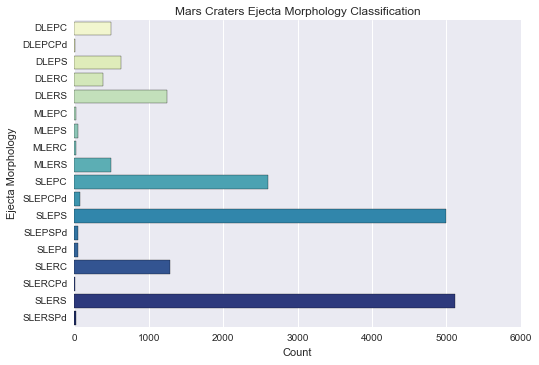 Mars Craters Ejecta Morphology Classification
Ejecta Morphology
DLEPC
DLEPCPd
DLEPS
DLERC
DLERS
MLEPC
MLEPS
MLERC
MLERS
SLEPC
SLEPCPd
SLEPS
SLEPSPd
SLEPd
SLERC
SLERCPd
SLERS
SLERSPd
0 1000 2000 3000 4000 5000 6000
Count